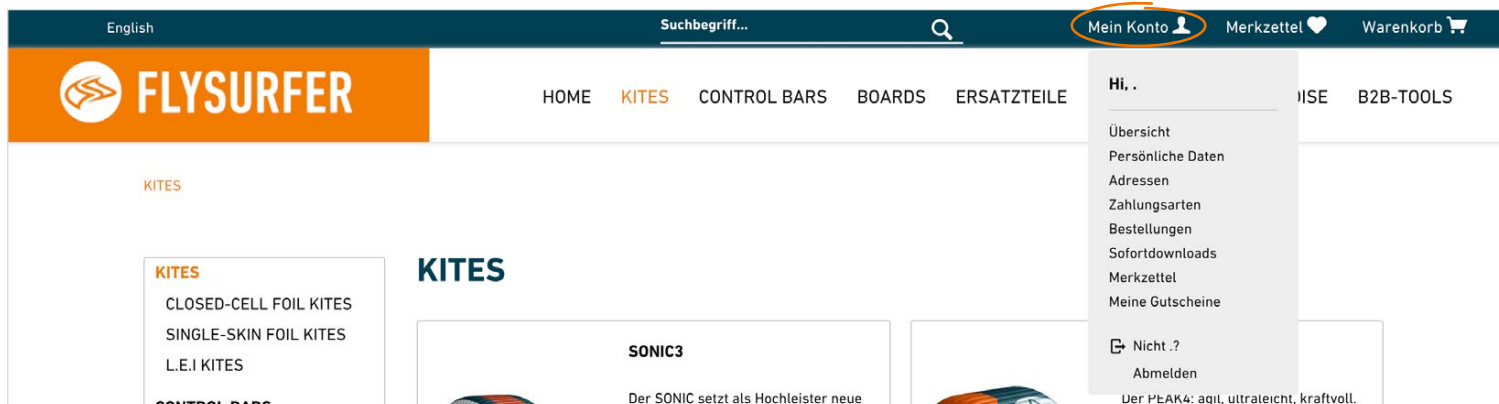 English
Suchbegriff...
Mein Konto
Merkzettel
Warenkorb
FLYSURFER
HOME KITES CONTROL BARS BOARDS ERSATZTEILE
B2B-TOOLS
Hi, .
Übersicht
Persönliche Daten
Adressen
Zahlungsarten
Bestellungen
Sofortdownloads
Merkzettel
Meine Gutscheine
Nicht .?
Abmelden
KITES
KITES
CLOSED-CELL FOIL KITES
SINGLE-SKIN FOIL KITES
L.E.I KITES
CONTROL BARS
KITES
SONIC3
Der SONIC setzt als Hochleister neue
Der PEAK4: agil, ultraleicht, kraftvoll.